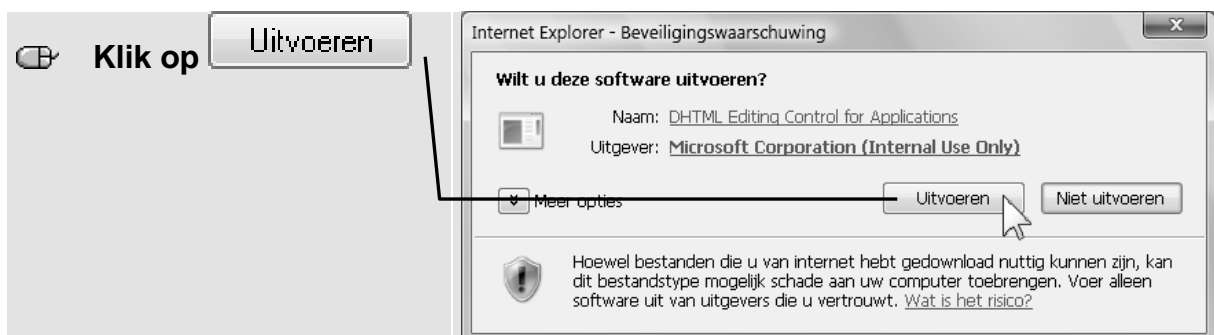 Klik op Uitvoeren
Internet Explorer - Beveiligingswaarschuwing
Wilt u deze software uitvoeren?
Naam: DHTML Editing Control for Applications
Uitgever: Microsoft Corporation (Internal Use Only)
Meer opties Uitvoeren Niet uitvoeren
Hoewel bestanden die u van internet hebt gedownload nuttig kunnen zijn, kan
dit bestandstype mogelijk schade aan uw computer toebrengen. Voer alleen
software uit van uitgevers die u vertrouwt. Wat is het risico?